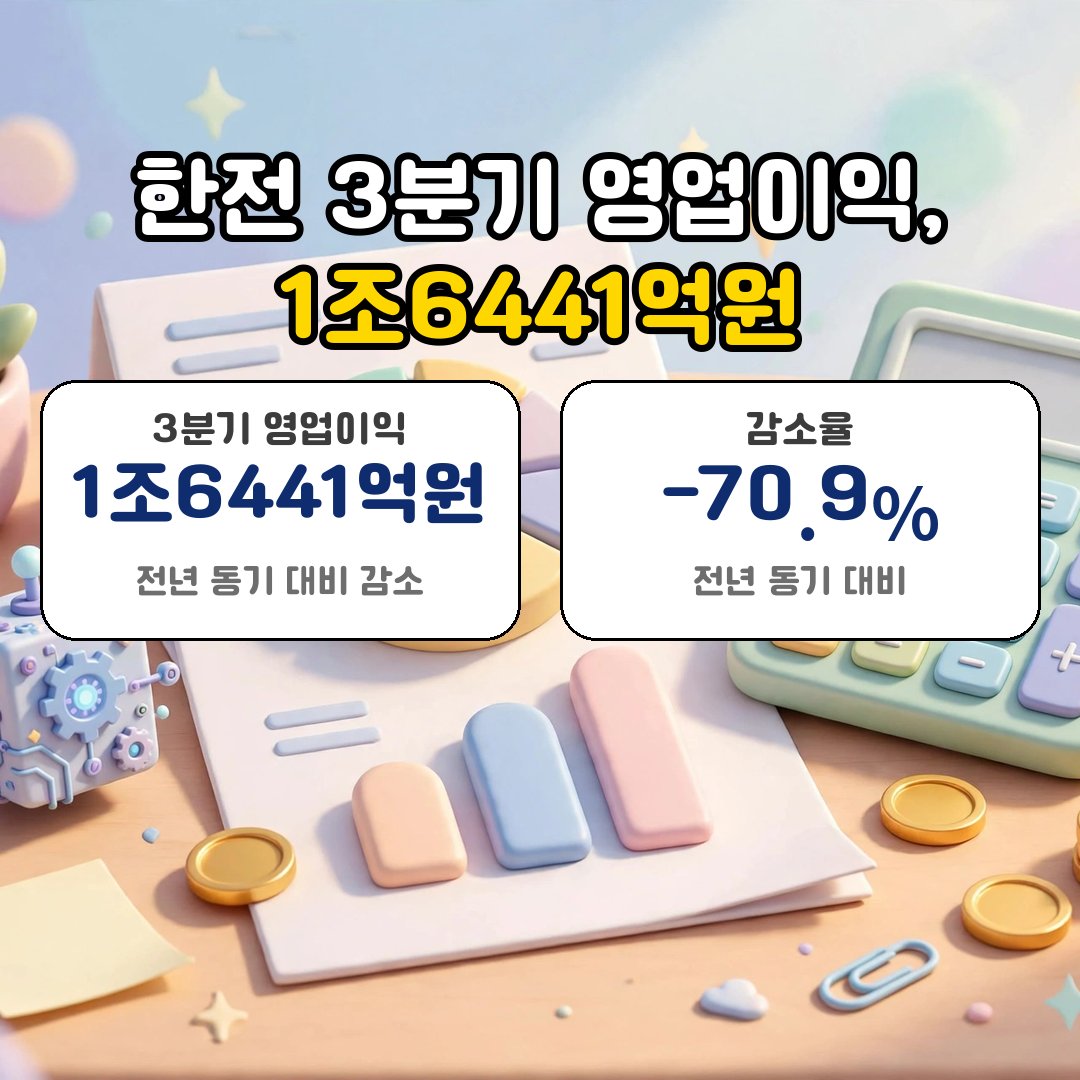 한전 3분기 영업이익,
1조6441억원
3분기 영업이익
1조6441억원
전년 동기 대비 감소
감소율
-70.9%
전년 동기 대비
=
-
+